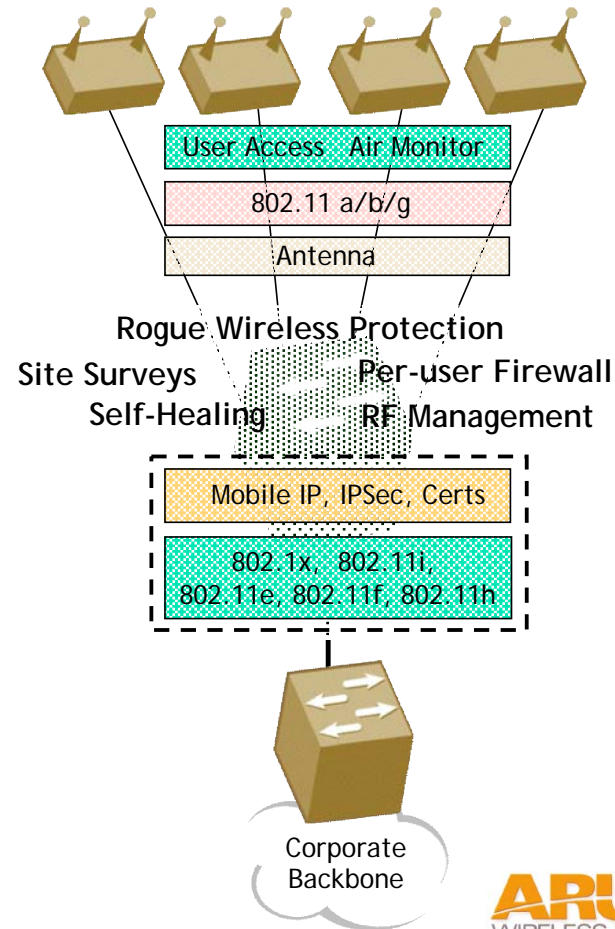 User Access Air Monitor
802.11 a/b/g
Antenna
Rogue Wireless Protection
Site Surveys
Per-user Firewall
Self-Healing
RF Management
Mobile IP, IPSec, Certs
802.1x, 802.11i,
802.11e, 802.11f, 802.11h
Corporate
Backbone